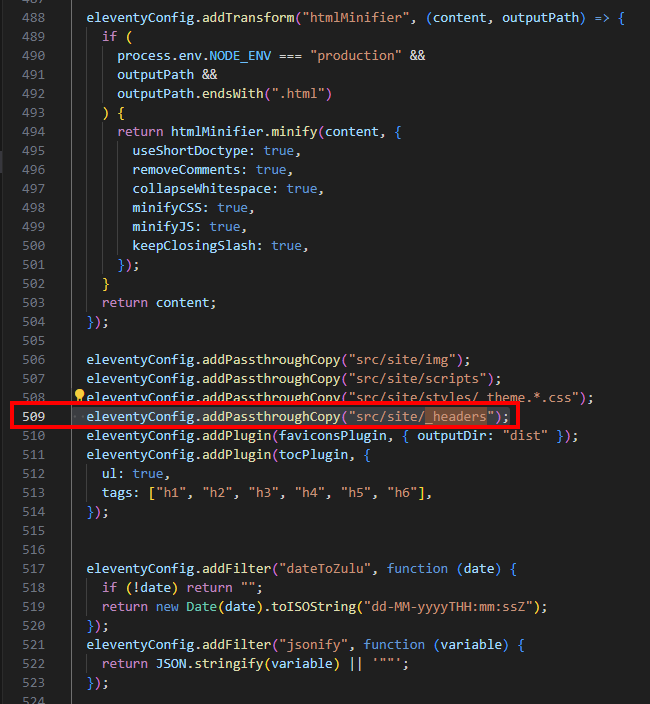 487
488 eleventyConfig.addTransform("htmlMinifier", (content, outputPath) => {
489 if (
490 process.env.NODE_ENV === "production" &&
491 outputPath &&
492 outputPath.endsWith(".html")
493 ) {
494 return htmlMinifier.minify(content, {
495 useShortDoctype: true,
496 removeComments: true,
497 collapseWhitespace: true,
498 minifyCSS: true,
499 minifyJS: true,
500 keepClosingSlash: true,
501 });
502 }
503 return content;
504 });
505
506 eleventyConfig.addPassthroughCopy("src/site/img");
507 eleventyConfig.addPassthroughCopy("src/site/scripts");
508 eleventyConfig.addPassthroughCopy("src/site/styles/_theme.*.css");
509 eleventyConfig.addPassthroughCopy("src/site/_headers");
510 eleventyConfig.addPlugin(faviconsPlugin, { outputDir: "dist" });
511 eleventyConfig.addPlugin(tocPlugin, {
512 ul: true,
513 tags: ["h1", "h2", "h3", "h4", "h5", "h6"],
514 });
515
516
517 eleventyConfig.addFilter("dateToZulu", function (date) {
518 if (!date) return "";
519 return new Date(date).toISOString("dd-MM-yyyyTHH:mm:ssZ");
520 });
521 eleventyConfig.addFilter("jsonify", function (variable) {
522 return JSON.stringify(variable) || '""';
523 });
524